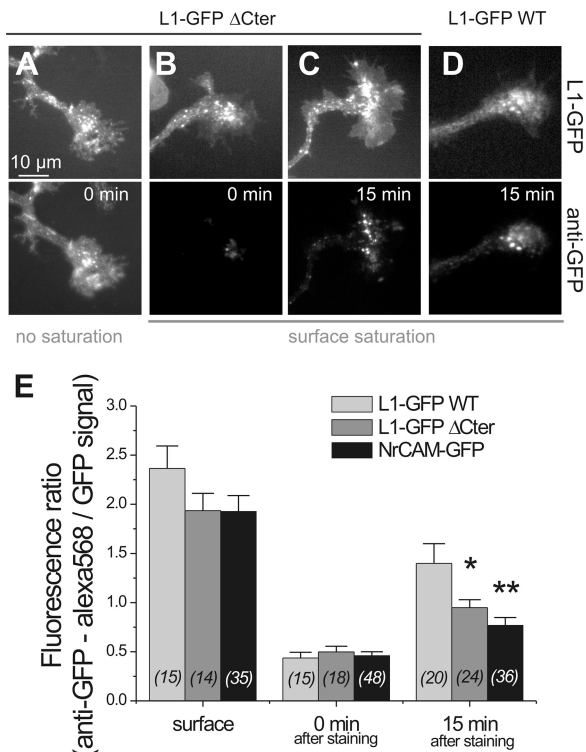 L1-GFP ΔCter
L1-GFP WT
A
B
C
D
L1-GFP
10 µm
0 min
0 min
15 min
15 min
anti-GFP
no saturation
surface saturation
E
Fluorescence ratio
(anti-GFP - alexa568 / GFP signal)
3.0
2.5
2.0
1.5
1.0
0.5
0.0
L1-GFP WT
L1-GFP ΔCter
NrCAM-GFP
*
**
(15)
(14)
(35)
(15)
(18)
(48)
(20)
(24)
(36)
surface
0 min
after staining
15 min
after staining